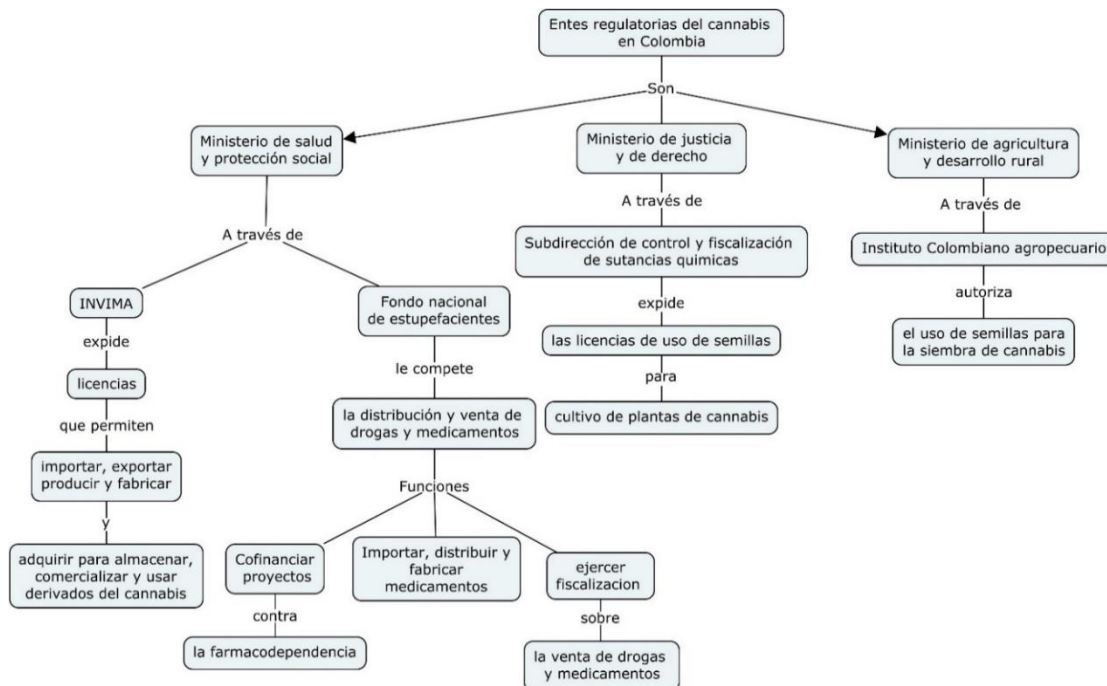 Entes regulatorias del cannabis
en Colombia
Son
Ministerio de salud
y protección social
Ministerio de justicia
y de derecho
Ministerio de agricultura
y desarrollo rural
A través de
A través de
A través de
Subdirección de control y fiscalización
de sutancias quimicas
Instituto Colombiano agropecuario
INVIMA
Fondo nacional
de estupefacientes
expide
autoriza
expide
las licencias de uso de semillas
el uso de semillas para
la siembra de cannabis
licencias
le compete
para
que permiten
la distribución y venta de
drogas y medicamentos
cultivo de plantas de cannabis
importar, exportar
producir y fabricar
Funciones
y
adquirir para almacenar,
comercializar y usar
derivados del cannabis
Cofinanciar
proyectos
Importar, distribuir y
fabricar
medicamentos
ejercer
fiscalizacion
contra
sobre
la farmacodependencia
la venta de drogas
y medicamentos